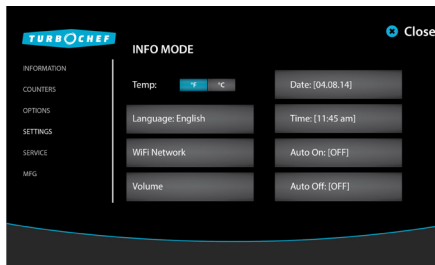 TURBOCHEF
Close
INFO MODE
INFORMATION
COUNTERS
OPTIONS
SETTINGS
SERVICE
MFG
Temp: °F °C
Language: English
WiFi Network
Volume
Date: [04.08.14]
Time: [11:45 am]
Auto On: [OFF]
Auto Off: [OFF]